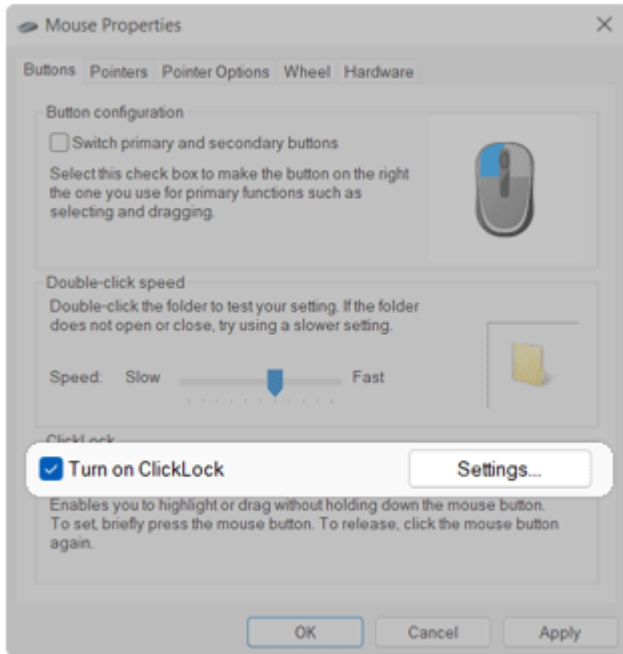 Mouse Properties
Buttons Pointers Pointer Options Wheel Hardware
Button configuration
Switch primary and secondary buttons
Select this check box to make the button on the right
the one you use for primary functions such as
selecting and dragging.
Double-click speed
Double-click the folder to test your setting. If the folder
does not open or close, try using a slower setting.
Speed: Slow Fast
ClickLock
Turn on ClickLock Settings...
Enables you to highlight or drag without holding down the mouse button.
To set, briefly press the mouse button. To release, click the mouse button
again.
OK Cancel Apply